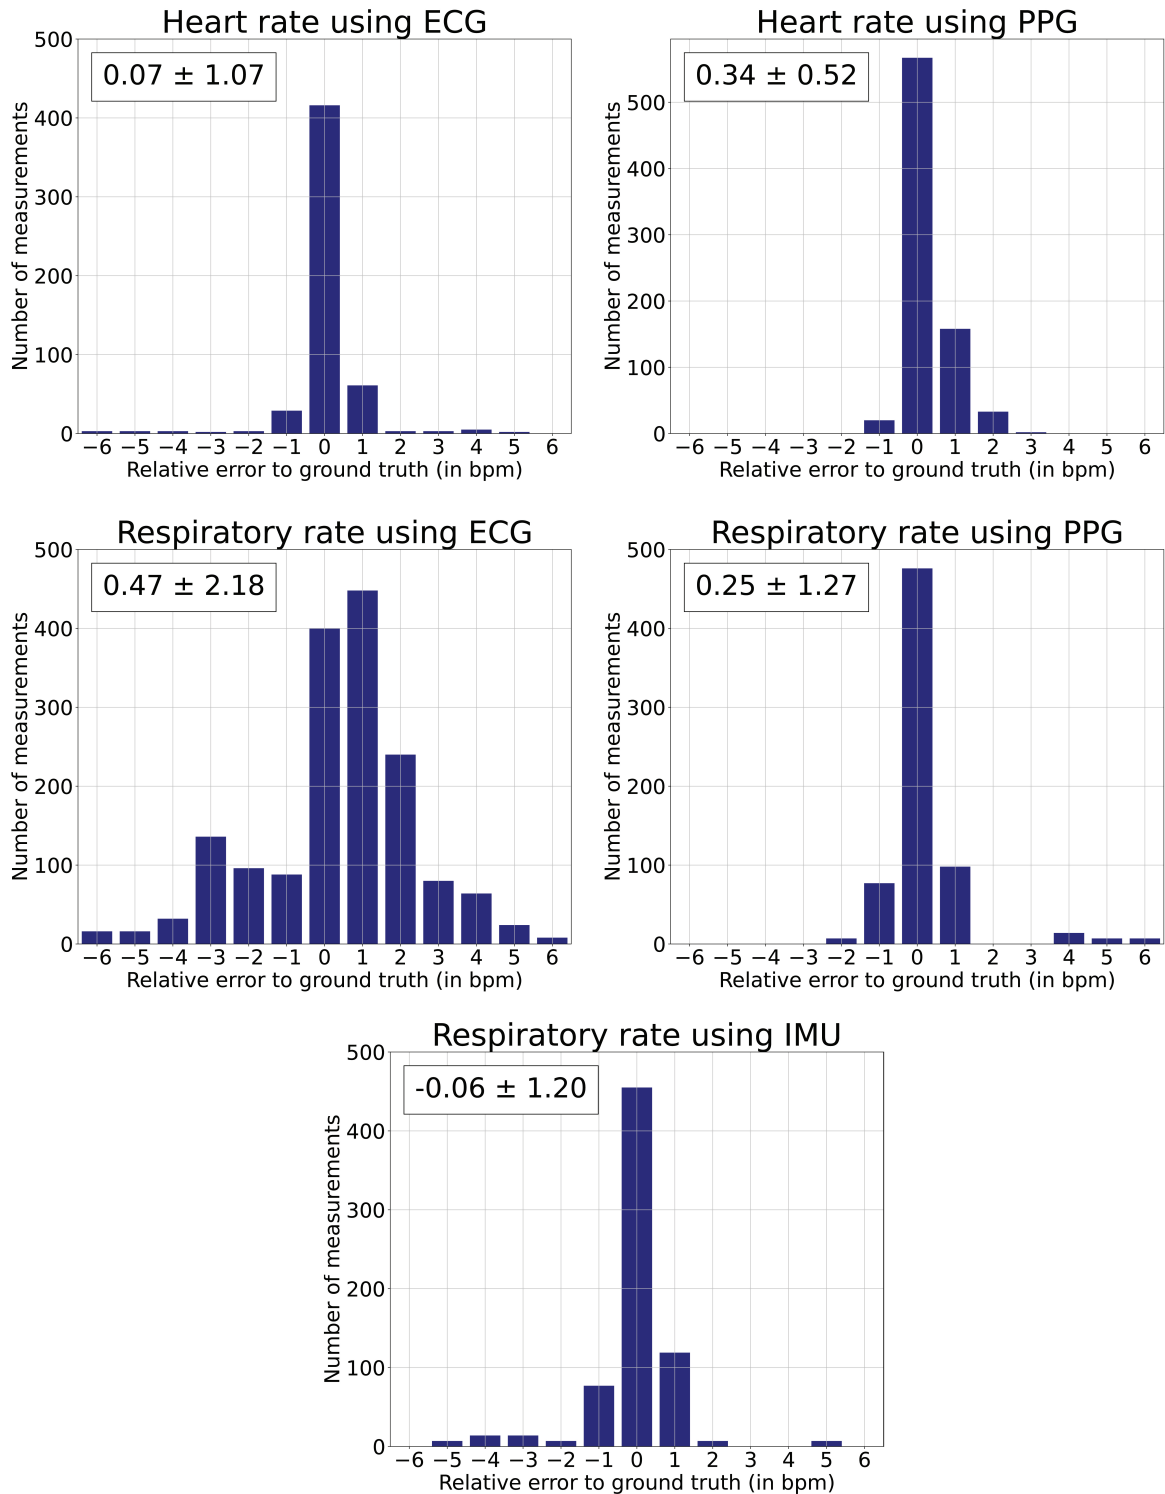 Heart rate using ECG
0.07 ± 1.07
Number of measurements
500
400
300
200
100
0
−6 −5 −4 −3 −2 −1 0 1 2 3 4 5 6
Relative error to ground truth (in bpm)
Heart rate using PPG
0.34 ± 0.52
Number of measurements
500
400
300
200
100
0
−6 −5 −4 −3 −2 −1 0 1 2 3 4 5 6
Relative error to ground truth (in bpm)
Respiratory rate using ECG
0.47 ± 2.18
Number of measurements
500
400
300
200
100
0
−6 −5 −4 −3 −2 −1 0 1 2 3 4 5 6
Relative error to ground truth (in bpm)
Respiratory rate using PPG
0.25 ± 1.27
Number of measurements
500
400
300
200
100
0
−6 −5 −4 −3 −2 −1 0 1 2 3 4 5 6
Relative error to ground truth (in bpm)
Respiratory rate using IMU
-0.06 ± 1.20
Number of measurements
500
400
300
200
100
0
−6 −5 −4 −3 −2 −1 0 1 2 3 4 5 6
Relative error to ground truth (in bpm)